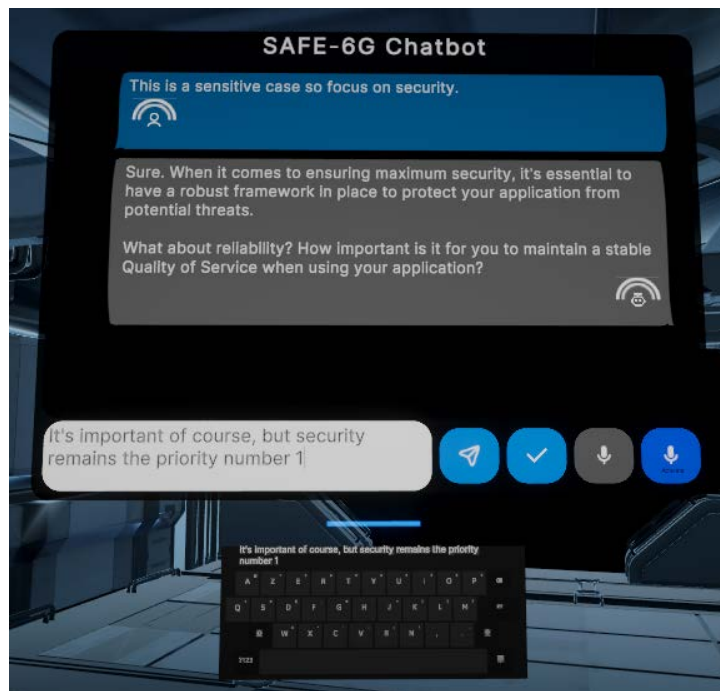 SAFE-6G Chatbot
This is a sensitive case so focus on security.
Sure. When it comes to ensuring maximum security, it's essential to
have a robust framework in place to protect your application from
potential threats.
What about reliability? How important is it for you to maintain a stable
Quality of Service when using your application?
It's important of course, but security
remains the priority number 1
It's important of course, but security remains the priority
number 1
A Z E R T Y U I O P
Q S D F G H J K L M
W X C V B N ,